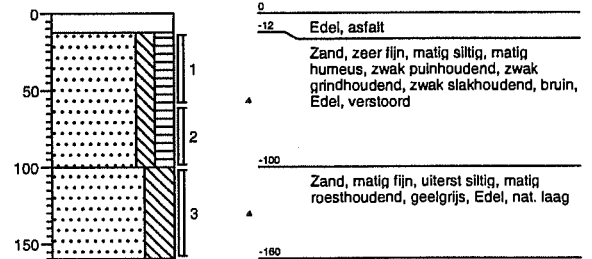 0
50
100
150
1
2
3
0
-12
Edel, asfalt
Zand, zeer fijn, matig siltig, matig
humeus, zwak puinhoudend, zwak
grindhoudend, zwak slakhoudend, bruin,
Edel, verstoord
-100
Zand, matig fijn, uiterst siltig, matig
roesthoudend, geelgrijs, Edel, nat. laag
-160